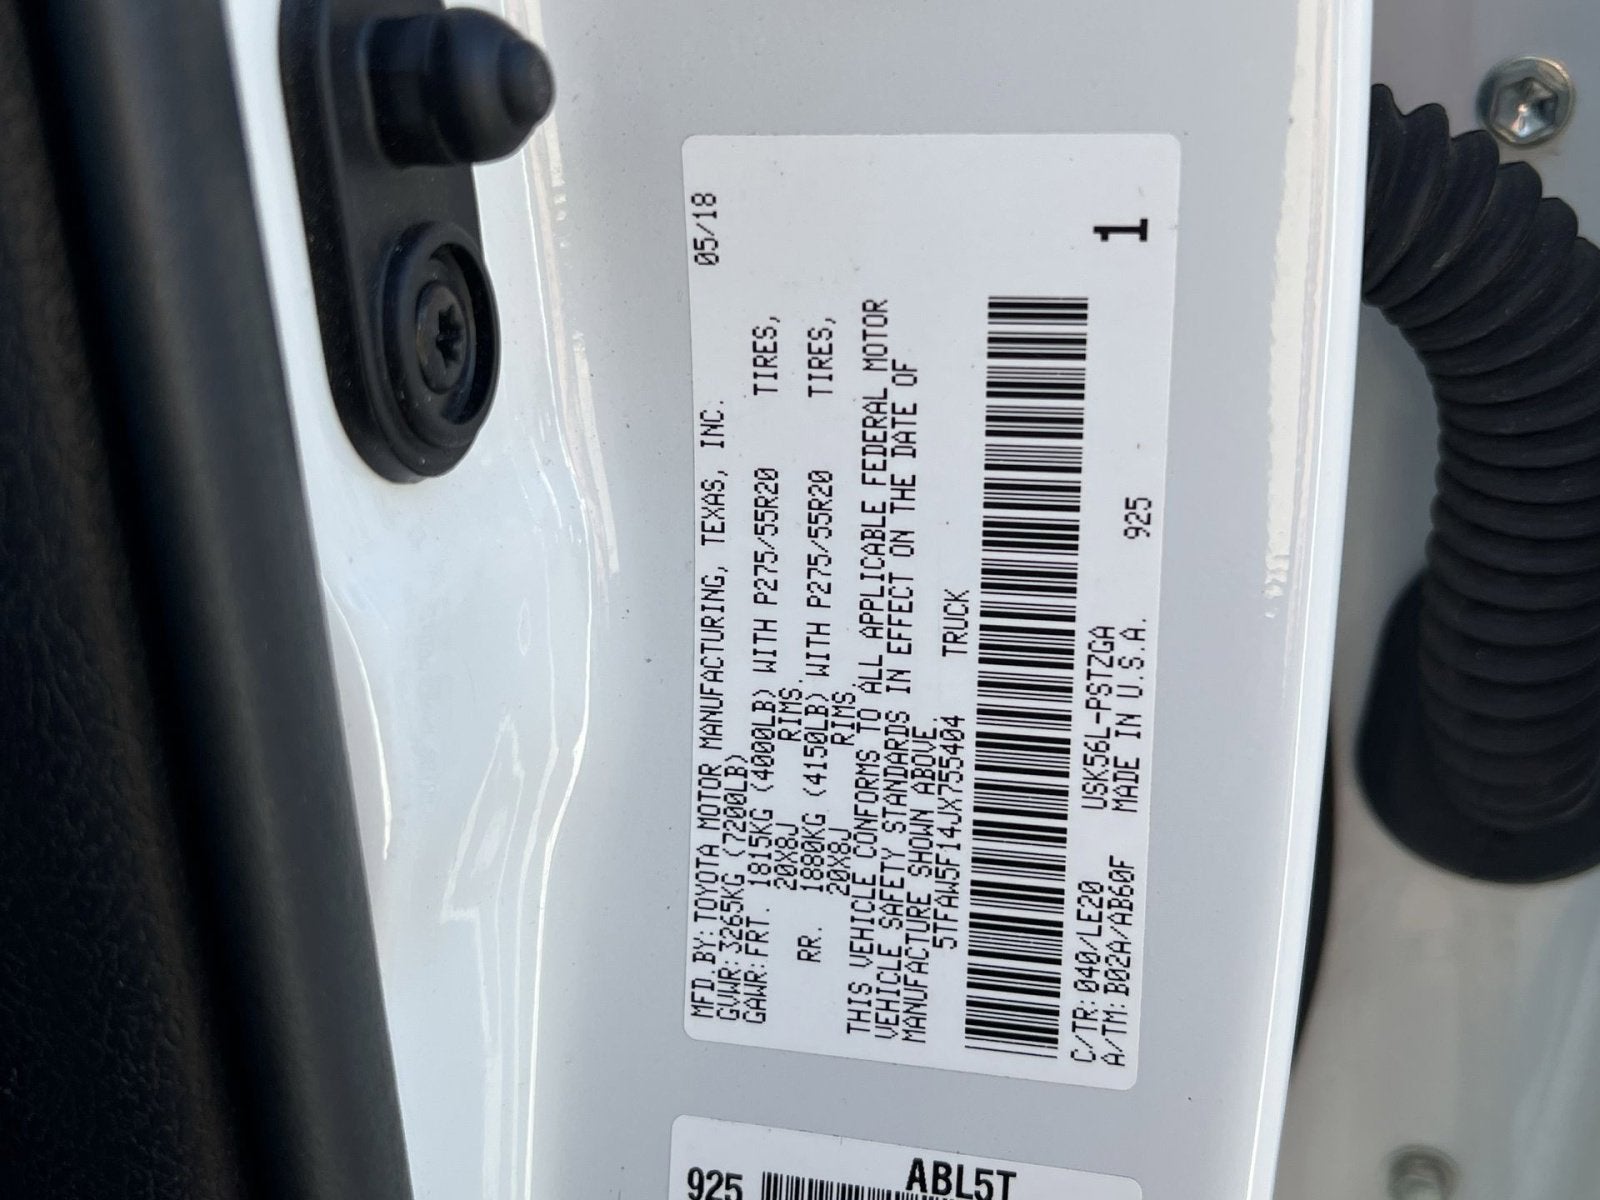 MFD.BY:TOYOTA MOTOR MANUFACTURING, TEXAS, INC. 05/18
GVWR:3265KG (7200LB)
GAWR:FRT. 1815KG (4000LB) WITH P275/55R20 TIRES,
20X8J RIMS.
RR. 1880KG (4150LB) WITH P275/55R20 TIRES,
20X8J RIMS.
THIS VEHICLE CONFORMS TO ALL APPLICABLE FEDERAL MOTOR
VEHICLE SAFETY STANDARDS IN EFFECT ON THE DATE OF
MANUFACTURE SHOWN ABOVE.
5TFAW5F14JX755404 TRUCK
C/TR:040/LE20 USK56L-PSTZGA 925
A/TM:B02A/AB60F MADE IN U.S.A.
1
925 ABL5T